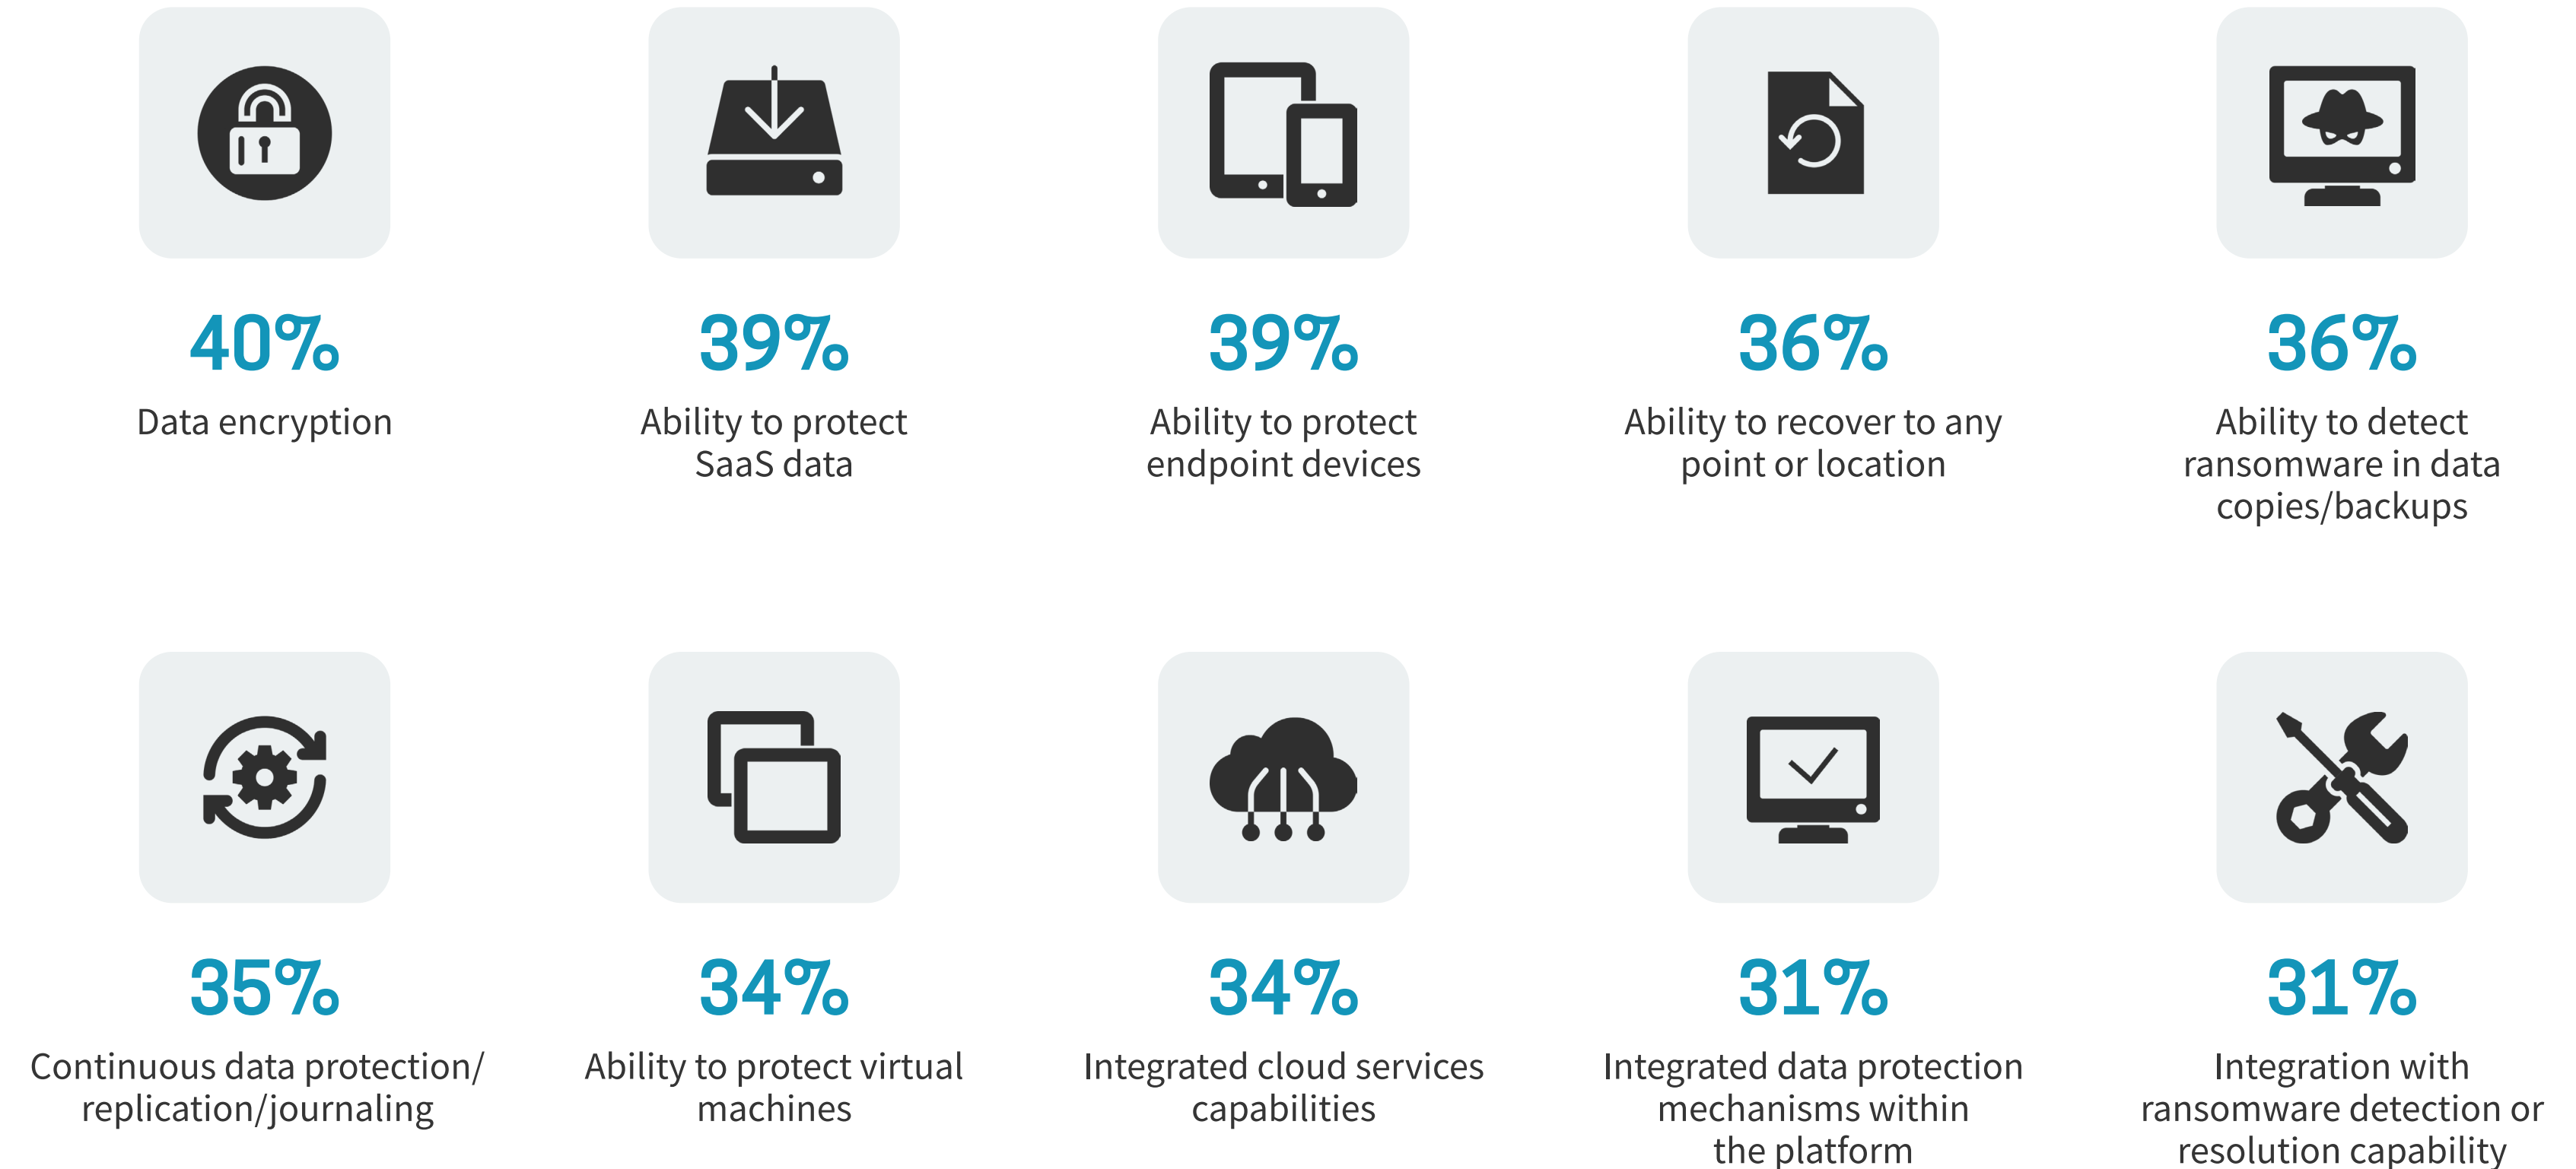 40%
Data encryption
39%
Ability to protect
SaaS data
39%
Ability to protect
endpoint devices
36%
Ability to recover to any
point or location
36%
Ability to detect
ransomware in data
copies/backups
35%
Continuous data protection/
replication/journaling
34%
Ability to protect virtual
machines
34%
Integrated cloud services
capabilities
31%
Integrated data protection
mechanisms within
the platform
31%
Integration with
ransomware detection or
resolution capability